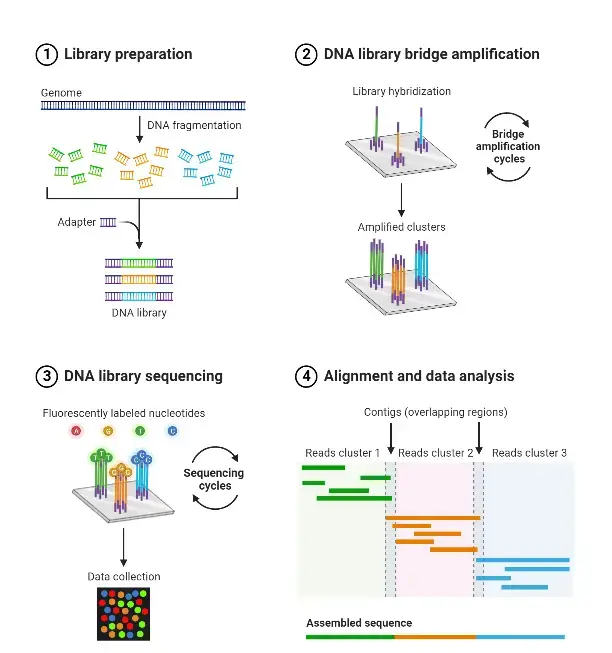 1 Library preparation
Genome
DNA fragmentation
Adapter
DNA library
2 DNA library bridge amplification
Library hybridization
Bridge
amplification
cycles
Amplified clusters
3 DNA library sequencing
Fluorescently labeled nucleotides
A G T C
T T T
G G G
C C C
Sequencing
cycles
Data collection
4 Alignment and data analysis
Contigs (overlapping regions)
Reads cluster 1 Reads cluster 2 Reads cluster 3
Assembled sequence